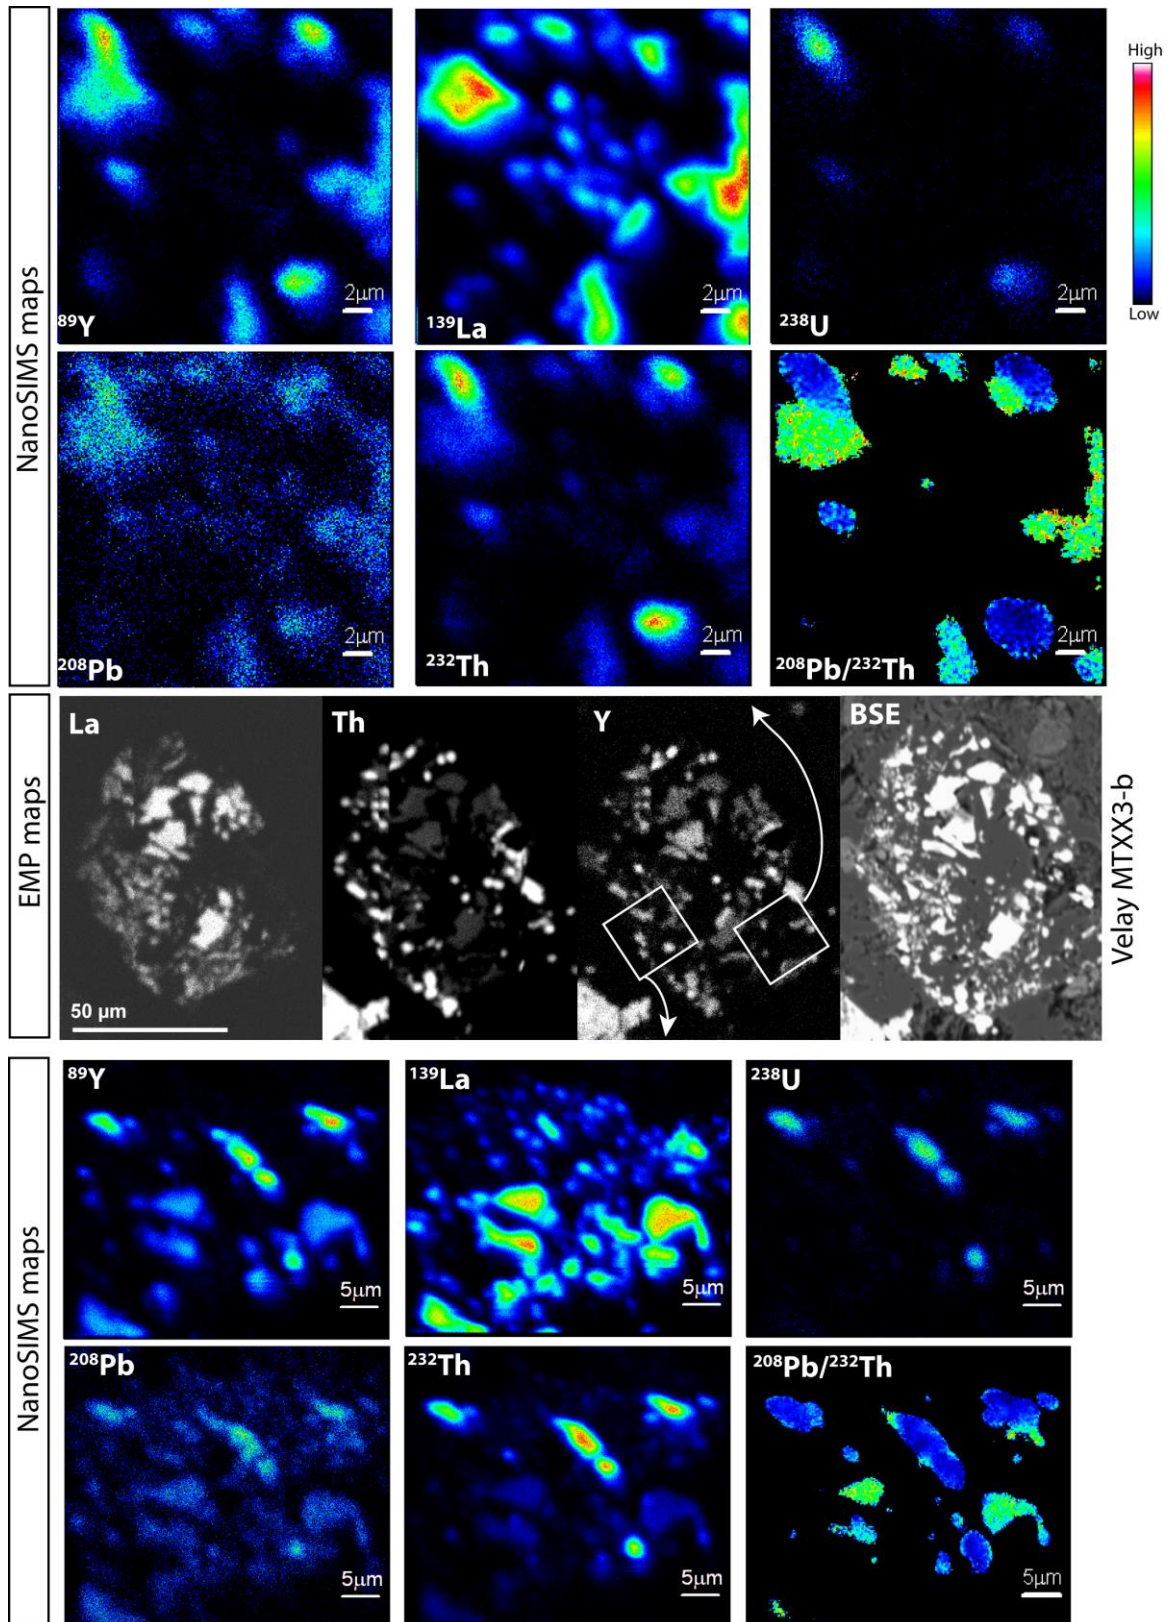 NanoSIMS maps
⁸⁹Y
2µm
¹³⁹La
2µm
²³⁸U
2µm
High
Low
²⁰⁸Pb
2µm
²³²Th
2µm
²⁰⁸Pb/²³²Th
2µm
EMP maps
La
50 µm
Th
Y
BSE
Velay MTXX3-b
NanoSIMS maps
⁸⁹Y
5µm
¹³⁹La
5µm
²³⁸U
5µm
²⁰⁸Pb
5µm
²³²Th
5µm
²⁰⁸Pb/²³²Th
5µm